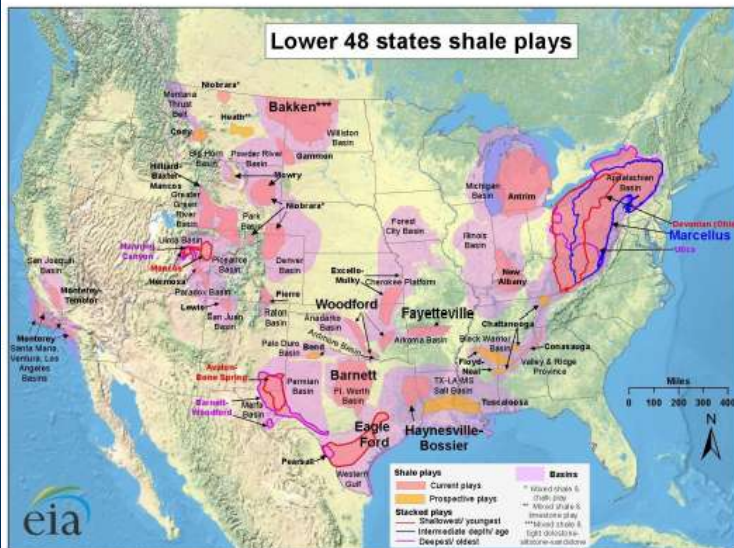 Lower 48 states shale plays
Niobrara*
Montana
Thrust
Belt
Bakken***
Heath**
Cody
Williston
Basin
Big Horn
Basin
Powder River
Basin
Gammon
Mowry
Hilliard-
Baxter-
Mancos
Greater
Green
River
Basin
Park
Basin
Niobrara*
Michigan
Basin
Antrim
Appalachian
Basin
Devonian (Ohio)
Marcellus
Utica
Forest
City Basin
Illinois
Basin
Uinta Basin
Manning
Canyon
Mancos
Piceance
Basin
Denver
Basin
Excello-
Mulky
Cherokee Platform
New
Albany
San Joaquin
Basin
Monterey-
Temblor
Hermosa
Paradox Basin
Pierre
Lewis
San Juan
Basin
Raton
Basin
Woodford
Anadarko
Basin
Fayetteville
Chattanooga
Monterey
Santa Maria,
Ventura, Los
Angeles
Basins
Palo Duro
Basin
Bend
Ardmore Basin
Arkoma Basin
Black Warrior
Basin
Conasauga
Floyd-
Neal
Valley & Ridge
Province
Avalon-
Bone Spring
Permian
Basin
Barnett
Ft. Worth
Basin
TX-LA-MS
Salt Basin
Tuscaloosa
Barnett-
Woodford
Marfa
Basin
Eagle
Ford
Haynesville-
Bossier
Pearsall
Western
Gulf
Miles
0 100 200 300 400
N
Shale plays
Current plays
Prospective plays
Stacked plays
Shallowest/ youngest
Intermediate depth/ age
Deepest/ oldest
Basins
* Mixed shale &
chalk play
** Mixed shale &
limestone play
***Mixed shale &
tight dolostone-
siltstone-sandstone
eia